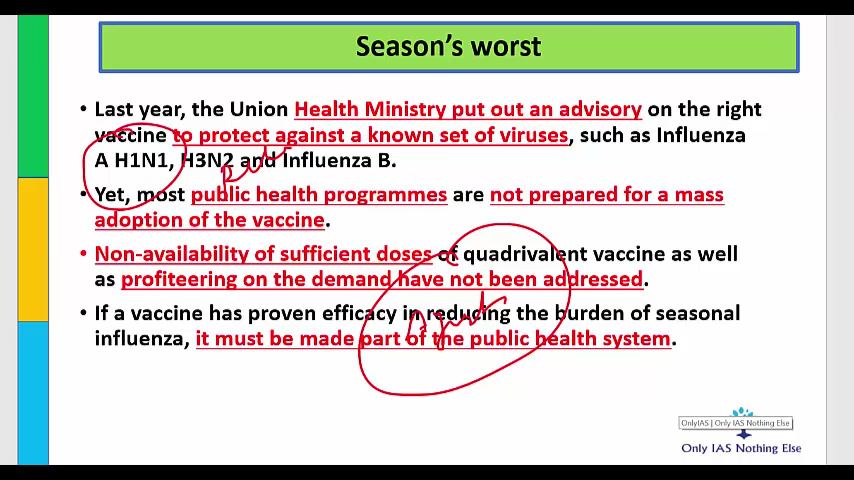 Season's worst
• Last year, the Union Health Ministry put out an advisory on the right
vaccine to protect against a known set of viruses, such as Influenza
A H1N1, H3N2 and Influenza B.
• Yet, most public health programmes are not prepared for a mass
adoption of the vaccine.
• Non-availability of sufficient doses of quadrivalent vaccine as well
as profiteering on the demand have not been addressed.
• If a vaccine has proven efficacy in reducing the burden of seasonal
influenza, it must be made part of the public health system.
OnlyIAS | Only IAS Nothing Else
Only IAS Nothing Else